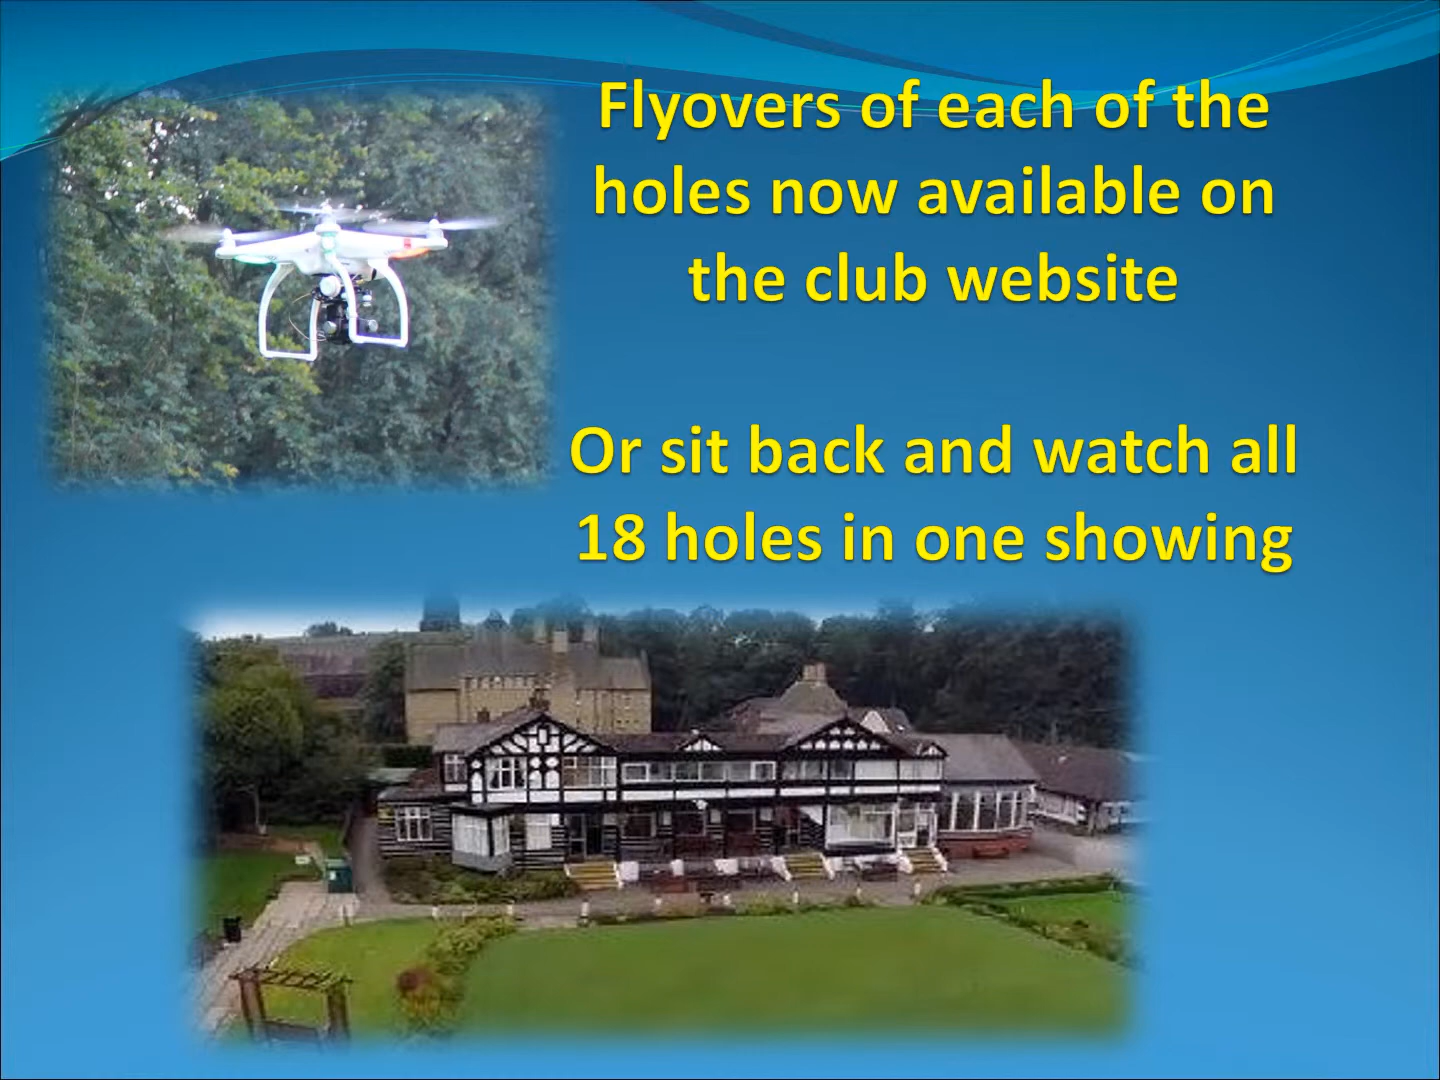 Flyovers of each of the
holes now available on
the club website
Or sit back and watch all
18 holes in one showing